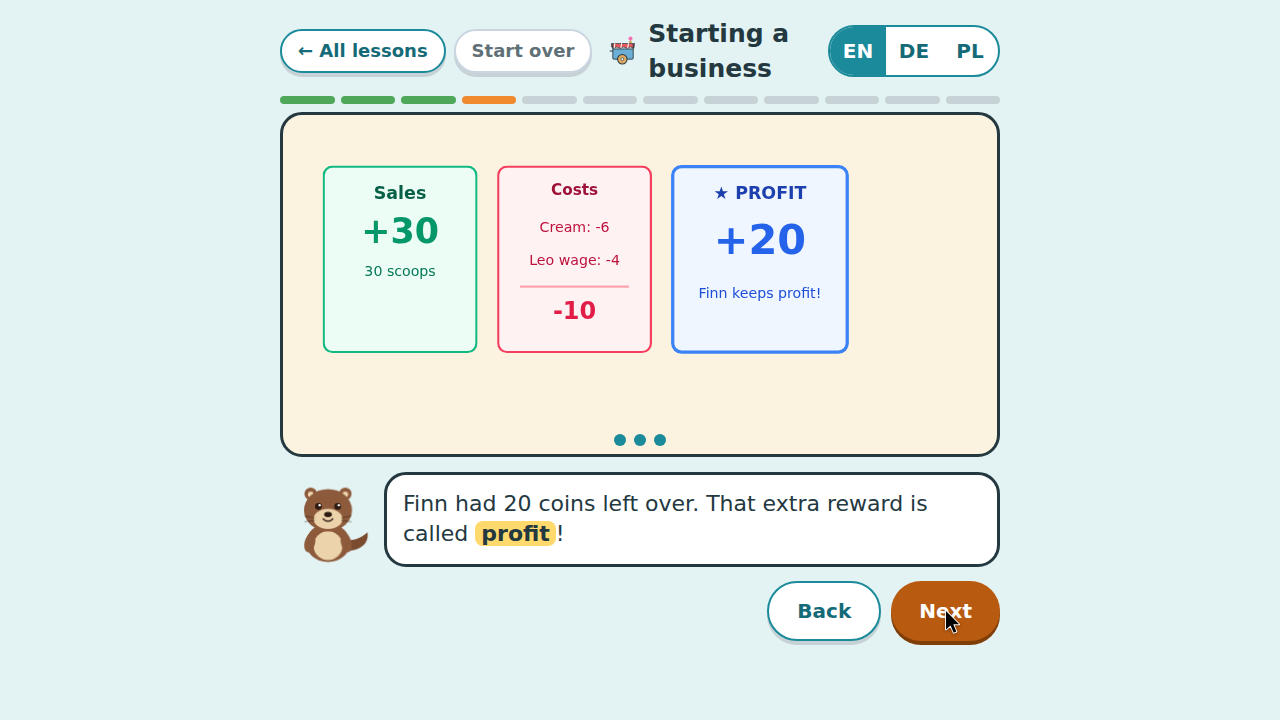 ← All lessons
Start over
Starting a
business
EN DE PL
Sales
+30
30 scoops
Costs
Cream: -6
Leo wage: -4
-10
★ PROFIT
+20
Finn keeps profit!
Finn had 20 coins left over. That extra reward is
called profit!
Back
Next